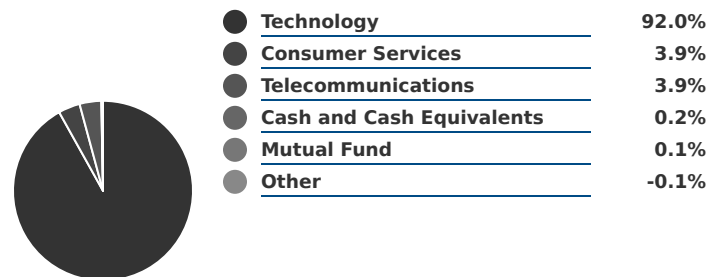 Technology 92.0%
Consumer Services 3.9%
Telecommunications 3.9%
Cash and Cash Equivalents 0.2%
Mutual Fund 0.1%
Other -0.1%